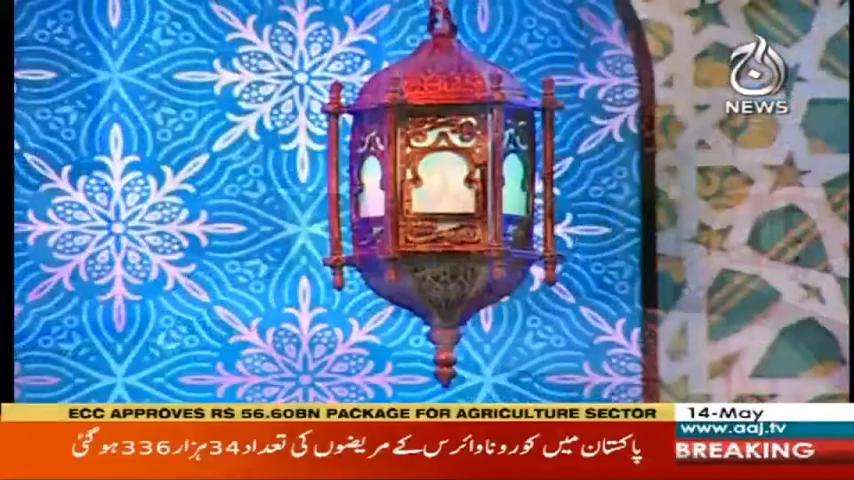 آج
NEWS
ECC APPROVES RS 56.60BN PACKAGE FOR AGRICULTURE SECTOR
14-May
www.aaj.tv
پاکستان میں کورونا وائرس کے مریضوں کی تعداد 34 ہزار 336 ہو گئی
BREAKING